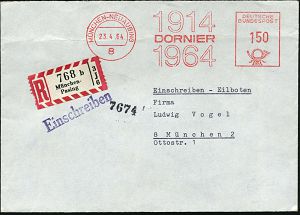 MÜNCHEN-NEUAUBING
23.4.64
8
1914
DORNIER
1964
DEUTSCHE
BUNDESPOST
150
R
768 b
München-
Pasing
Einschreiben
7674
Einschreiben - Eilboten
Firma
Ludwig Vogel
8 München 2
Ottostr. 1